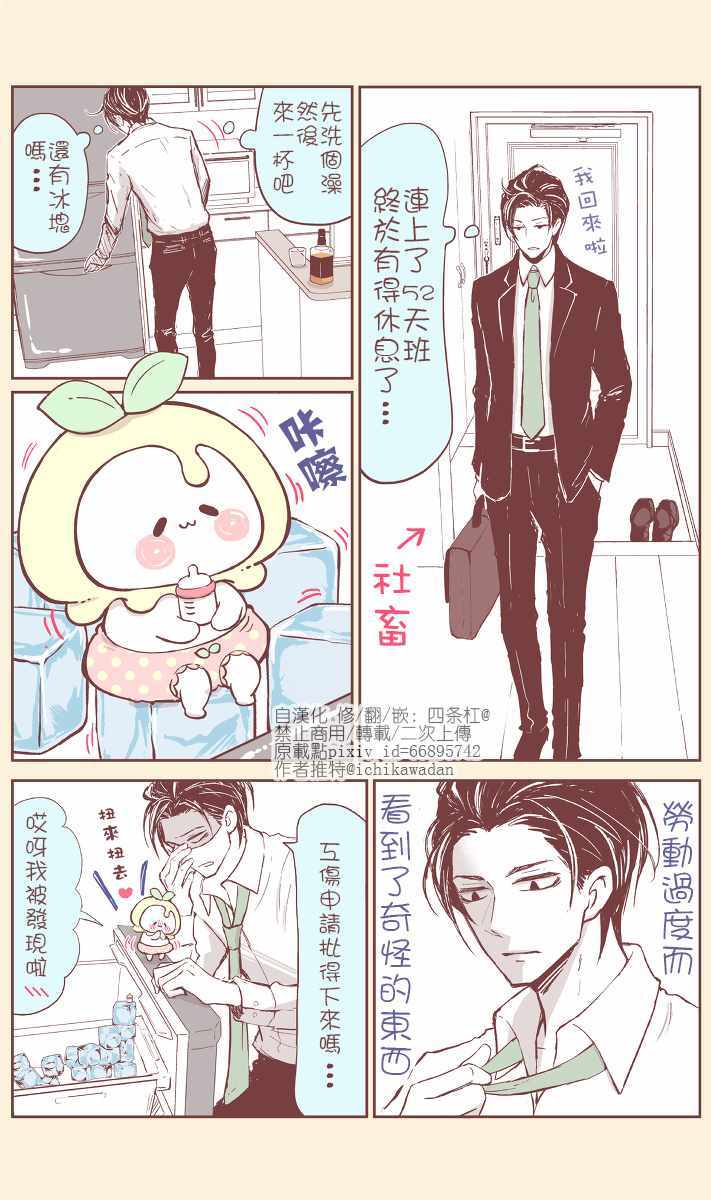 我回來啦
連上了52天班
終於有得休息了…
社畜
先洗個澡
然後
來一杯吧
還有冰塊
嗎…
咔嚓
自漢化 修/翻/嵌: 四条杠@
禁止商用/轉載/二次上傳
原載點pixiv id=66895742
作者推特@ichikawadan
勞動過度而
看到了奇怪的東西
互傷申請批得下來嗎…
扭來扭去
哎呀我被發現啦